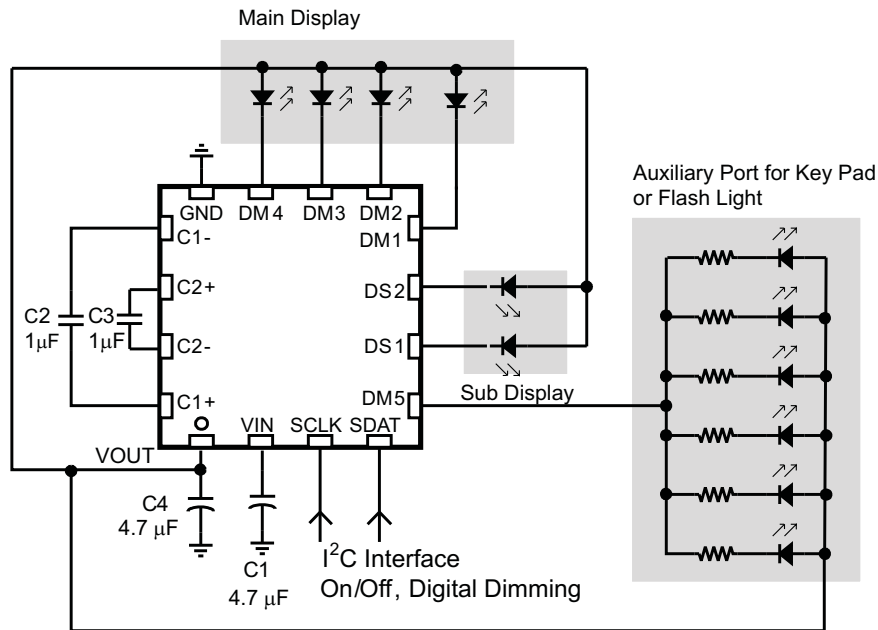 Main Display
Auxiliary Port for Key Pad
or Flash Light
GND DM4 DM3 DM2
C1-
DM1
C2+
DS2
C2 C3
1μF 1μF
C2-
DS1
Sub Display
DM5
C1+
VIN SCLK SDAT
VOUT
C4
4.7 μF
C1
4.7 μF
I²C Interface
On/Off, Digital Dimming